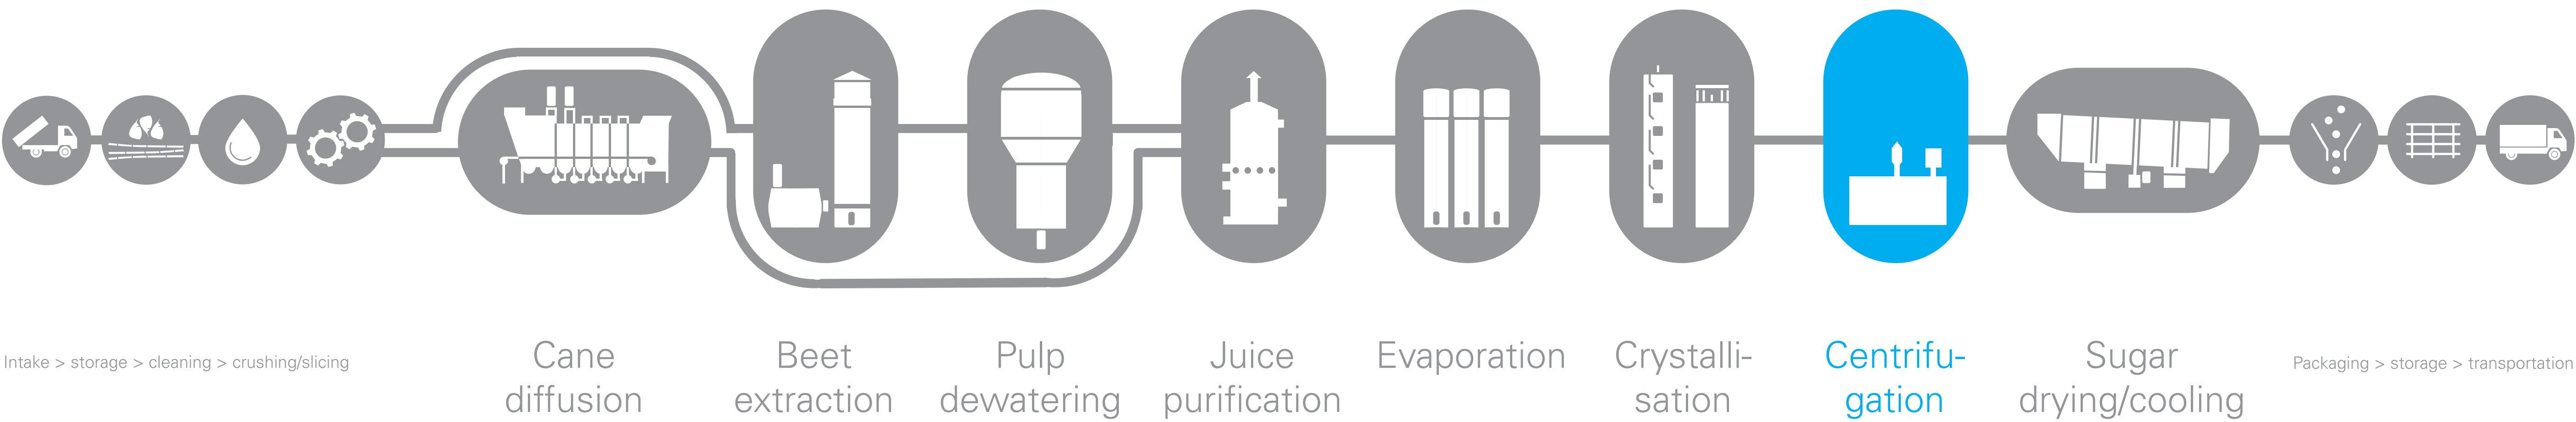 Intake > storage > cleaning > crushing/slicing
Cane
diffusion
Beet
extraction
Pulp
dewatering
Juice
purification
Evaporation
Crystalli-
sation
Centrifu-
gation
Sugar
drying/cooling
Packaging > storage > transportation